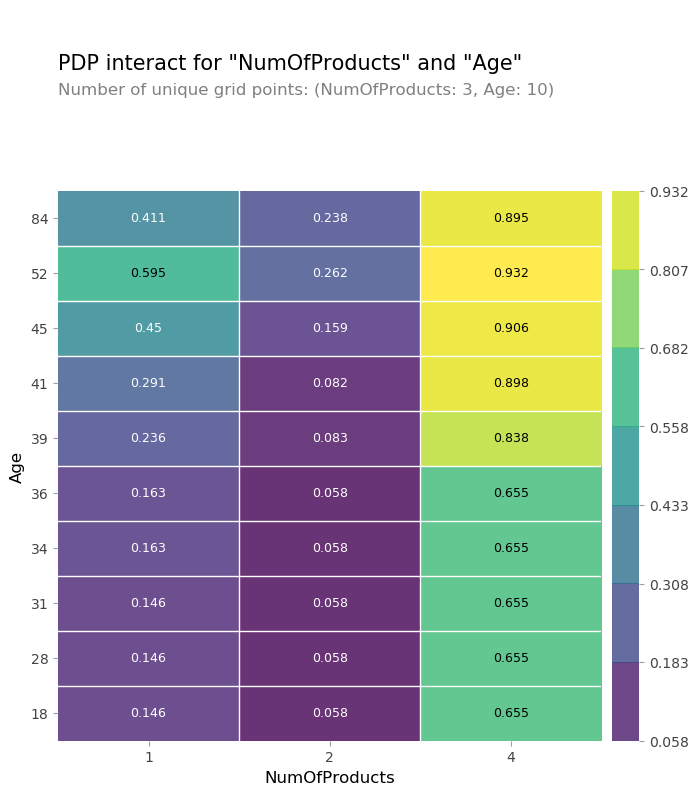 PDP interact for "NumOfProducts" and "Age"
Number of unique grid points: (NumOfProducts: 3, Age: 10)
84 0.411 0.238 0.895
52 0.595 0.262 0.932
45 0.45 0.159 0.906
41 0.291 0.082 0.898
39 0.236 0.083 0.838
36 0.163 0.058 0.655
34 0.163 0.058 0.655
31 0.146 0.058 0.655
28 0.146 0.058 0.655
18 0.146 0.058 0.655
Age
1 2 4
NumOfProducts
0.932
0.807
0.682
0.558
0.433
0.308
0.183
0.058